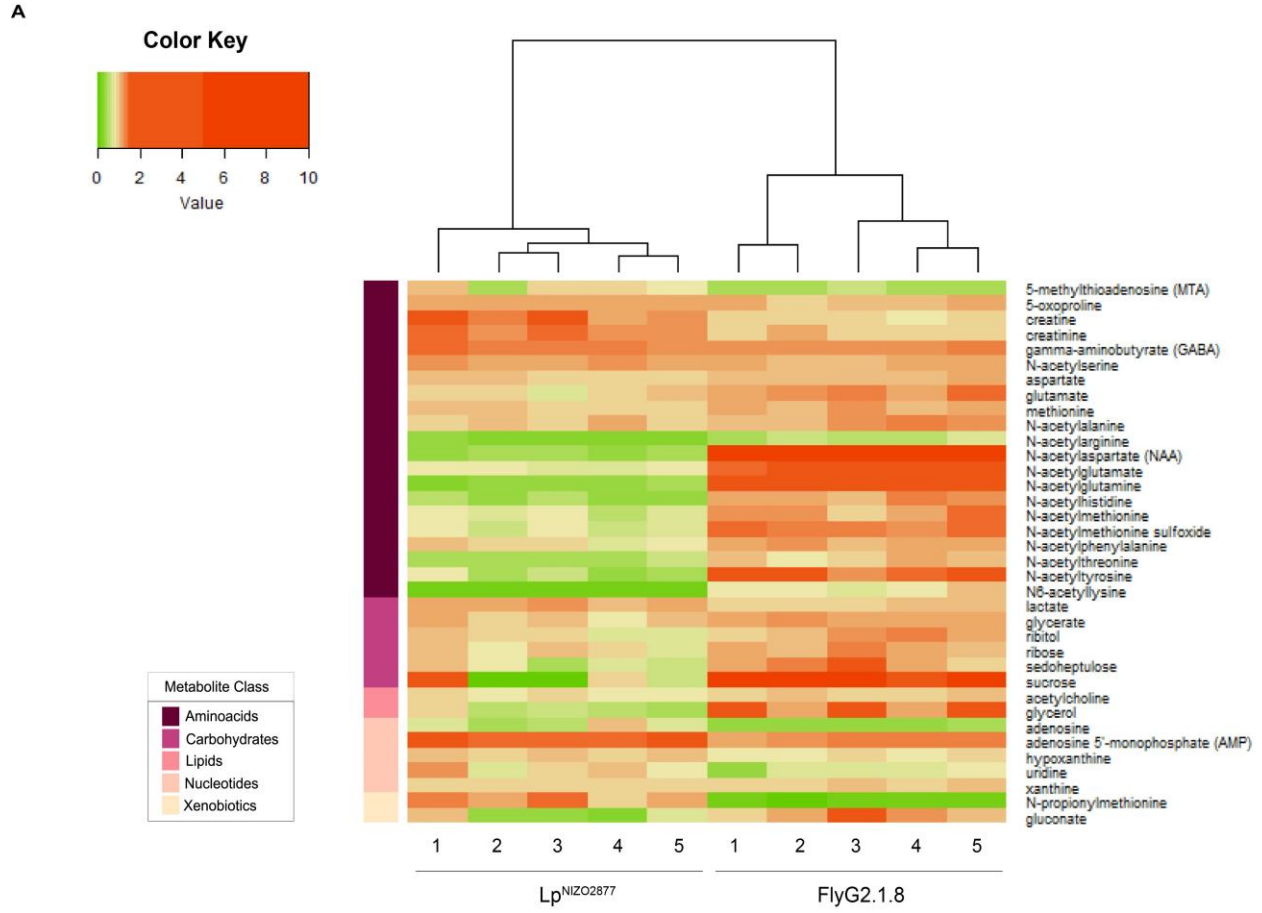 A
Color Key
0 2 4 6 8 10
Value
5-methylthioadenosine (MTA)
5-oxoproline
creatine
creatinine
gamma-aminobutyrate (GABA)
N-acetylserine
aspartate
glutamate
methionine
N-acetylalanine
N-acetylarginine
N-acetylaspartate (NAA)
N-acetylglutamate
N-acetylglutamine
N-acetylhistidine
N-acetylmethionine
N-acetylmethionine sulfoxide
N-acetylphenylalanine
N-acetylthreonine
N-acetyltyrosine
N6-acetyllysine
lactate
glycerate
ribitol
ribose
sedoheptulose
sucrose
acetylcholine
glycerol
adenosine
adenosine 5'-monophosphate (AMP)
hypoxanthine
uridine
xanthine
N-propionylmethionine
gluconate
Metabolite Class
Aminoacids
Carbohydrates
Lipids
Nucleotides
Xenobiotics
1 2 3 4 5 1 2 3 4 5
Lp^NIZO2877 FlyG2.1.8